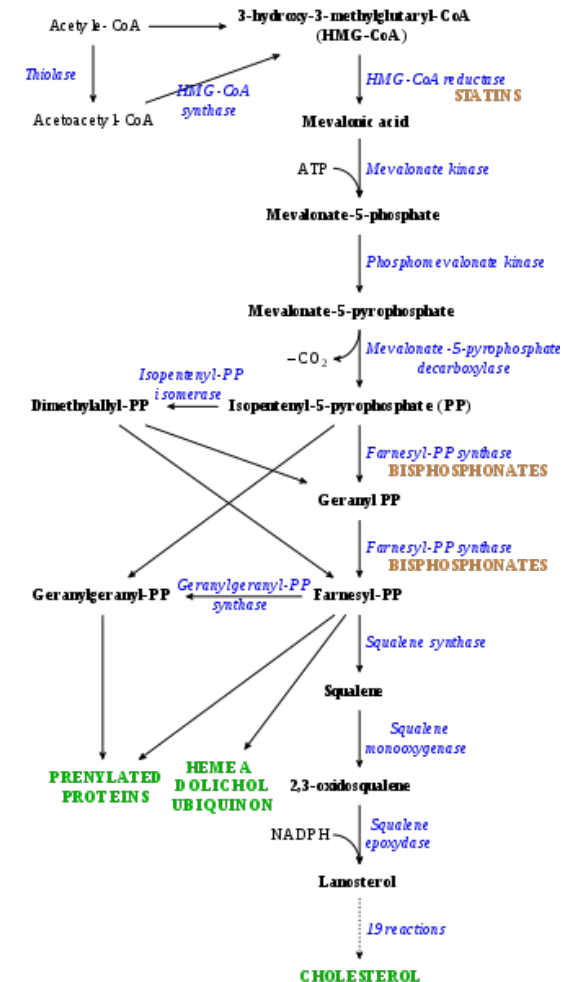 Acetyle-CoA
3-hydroxy-3-methylglutaryl-CoA
(HMG-CoA)
Thiolase
HMG-CoA
synthase
HMG-CoA reductase
STATINS
Acetoacetyl-CoA
Mevalonic acid
ATP
Mevalonate kinase
Mevalonate-5-phosphate
Phosphomevalonate kinase
Mevalonate-5-pyrophosphate
−CO2
Mevalonate-5-pyrophosphate
decarboxylase
Isopentenyl-PP
isomerase
Dimethylallyl-PP
Isopentenyl-5-pyrophosphate (PP)
Farnesyl-PP synthase
BISPHOSPHONATES
Geranyl PP
Farnesyl-PP synthase
BISPHOSPHONATES
Geranylgeranyl-PP
Geranylgeranyl-PP
synthase
Farnesyl-PP
Squalene synthase
Squalene
Squalene
monooxygenase
PRENYLATED
PROTEINS
HEME A
DOLICHOL
UBIQUINON
2,3-oxidosqualene
NADPH
Squalene
epoxydase
Lanosterol
19 reactions
CHOLESTEROL